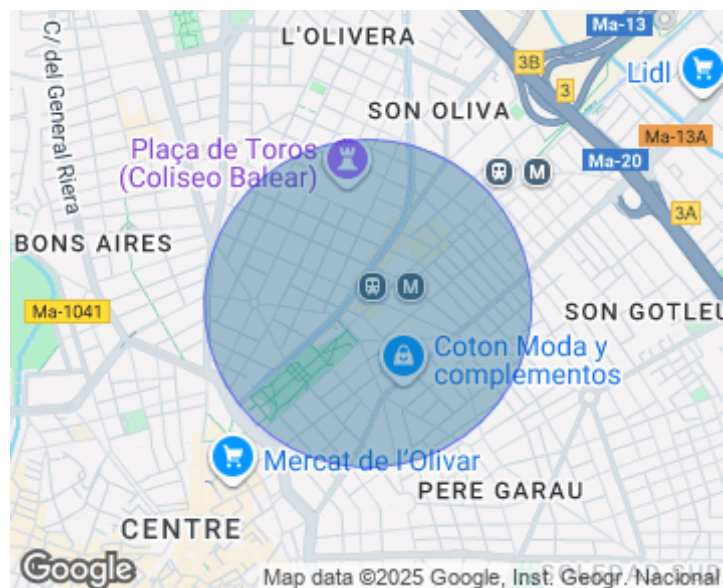 L'OLIVERA
Ma-13
3B
3
Lidl
C/ del General Riera
SON OLIVA
Ma-13A
Plaça de Toros
(Coliseo Balear)
M
Ma-20
3A
BONS AIRES
M
Ma-1041
SON GOTLEU
Coton Moda y
complementos
Mercat de l'Olivar
PERE GARAU
CENTRE
Google
SOLEDAD SUD
Map data ©2025 Google, Inst. Geogr. Nacional